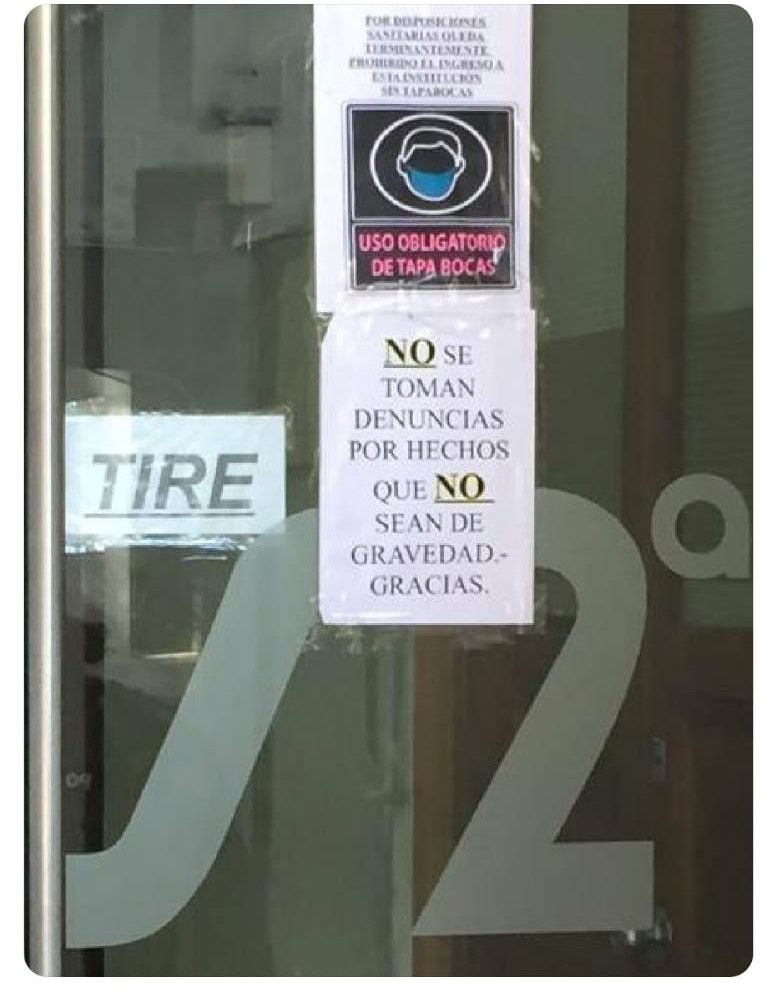 POR DISPOSICIONES
SANITARIAS QUEDA
TERMINANTEMENTE
PROHIBIDO EL INGRESO A
ESTA INSTITUCIÓN
SIN TAPABOCAS
USO OBLIGATORIO
DE TAPA BOCAS
NO SE
TOMAN
DENUNCIAS
POR HECHOS
QUE NO
SEAN DE
GRAVEDAD.-
GRACIAS.
TIRE
2ª